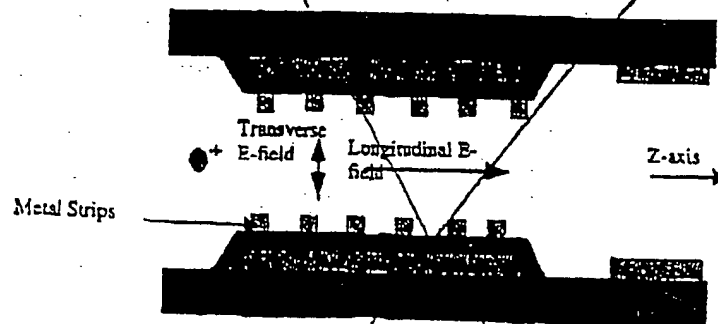 Transverse
E-field
Longitudinal E-
field
+
Z-axis
Metal Strips